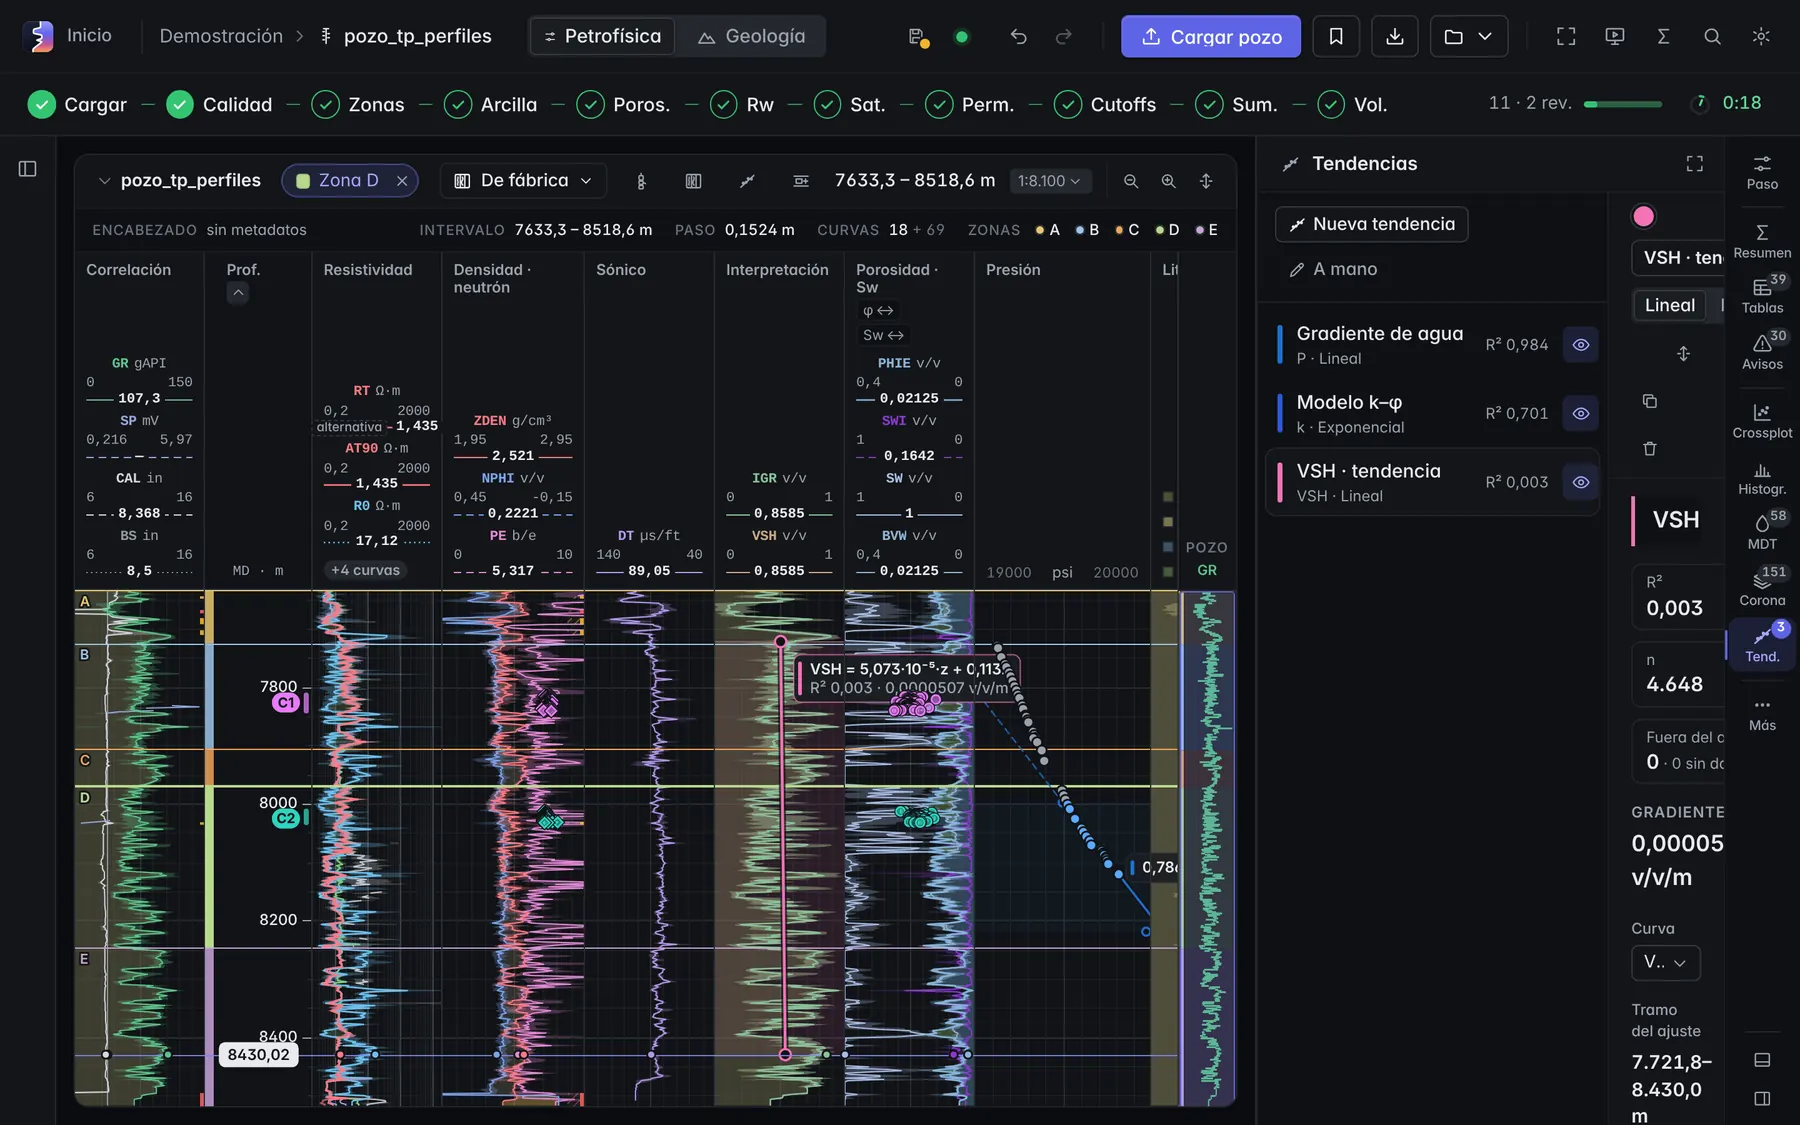 Inicio
Demostración
pozo_tp_perfiles
Petrofísica
Geología
Cargar pozo
Cargar
Calidad
Zonas
Arcilla
Poros.
Rw
Sat.
Perm.
Cutoffs
Sum.
Vol.
11 · 2 rev.
0:18
pozo_tp_perfiles
Zona D
De fábrica
7633,3 – 8518,6 m
1:8.100
ENCABEZADO sin metadatos
INTERVALO 7633,3 – 8518,6 m
PASO 0,1524 m
CURVAS 18 + 69
ZONAS A B C D E
Correlación
Prof.
Resistividad
Densidad · neutrón
Sónico
Interpretación
Porosidad · Sw
Presión
φ ↔
Sw ↔
GR gAPI
0 150
107,3
SP mV
0,216 5,97
CAL in
6 16
8,368
BS in
6 16
8,5
MD · m
RT Ω·m
0,2 2000
alternativa 1,435
AT90 Ω·m
0,2 2000
1,435
R0 Ω·m
0,2 2000
17,12
+4 curvas
ZDEN g/cm³
1,95 2,95
2,521
NPHI v/v
0,45 -0,15
0,2221
PE b/e
0 10
5,317
DT µs/ft
140 40
89,05
IGR v/v
0 1
0,8585
VSH v/v
0 1
0,8585
PHIE v/v
0,4 0
0,02125
SWI v/v
1 0
0,1642
SW v/v
1 0
1
BVW v/v
0,4 0
0,02125
19000 psi 20000
POZO
GR
A
B
C
D
E
7800
C1
8000
C2
8200
8400
8430,02
VSH = 5,073·10⁻⁵·z + 0,113
R² 0,003 · 0,0000507 v/v/m
0,78
Tendencias
Nueva tendencia
A mano
Gradiente de agua
P · Lineal
R² 0,984
Modelo k–φ
k · Exponencial
R² 0,701
VSH · tendencia
VSH · Lineal
R² 0,003
VSH · ten
Lineal
VSH
R²
0,003
n
4.648
Fuera del
0 · 0 sin
GRADIENTE
0,00005
v/v/m
Curva
V..
Tramo
del ajuste
7.721,8–
8.430,0
m
Paso
Resumen
39
Tablas
30
Avisos
Crossplot
Histogr.
58
MDT
151
Corona
3
Tend.
Más